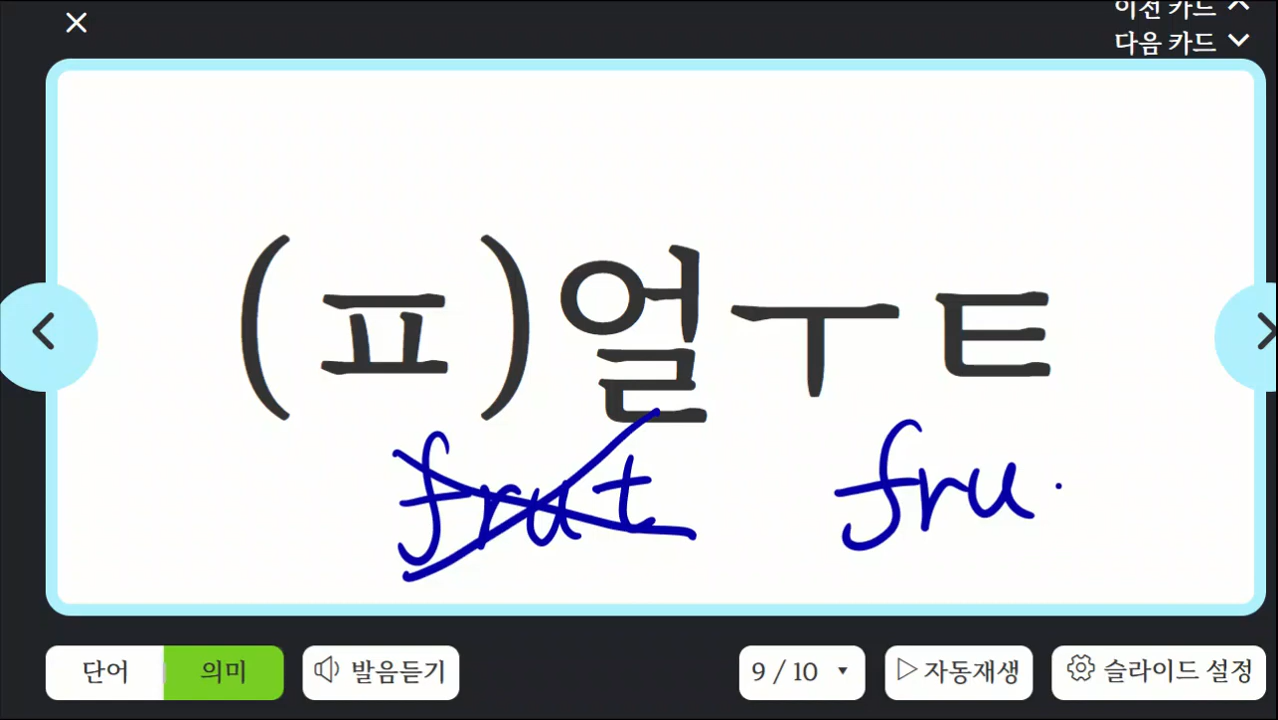 이전 카드
다음 카드
(ㅍ)얼ㅜㅌ
frut fru
단어 의미 발음듣기 9 / 10 자동재생 슬라이드 설정